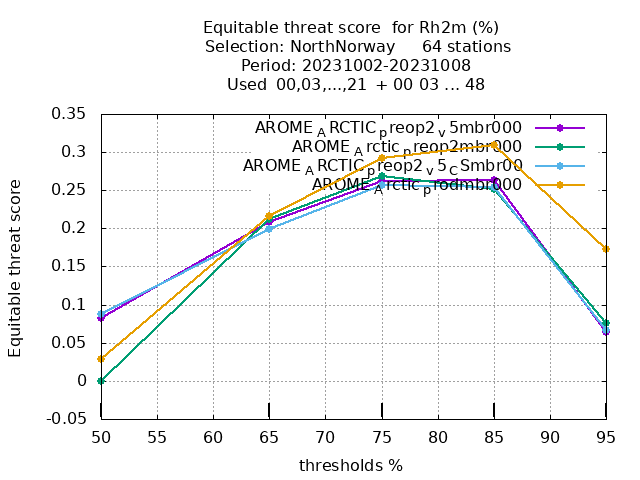 Equitable threat score for Rh2m (%)
Selection: NorthNorway 64 stations
Period: 20231002-20231008
Used 00,03,...,21 + 00 03 ... 48
0.35
0.3
0.25
0.2
0.15
0.1
0.05
0
-0.05
Equitable threat score
AROME_ARCTIC_preop2_v5mbr000
AROME_Arctic_preop2mbr000
AROME_ARCTIC_preop2_v5_CSmbr00
AROME_Arctic_prodmbr000
50 55 60 65 70 75 80 85 90 95
thresholds %